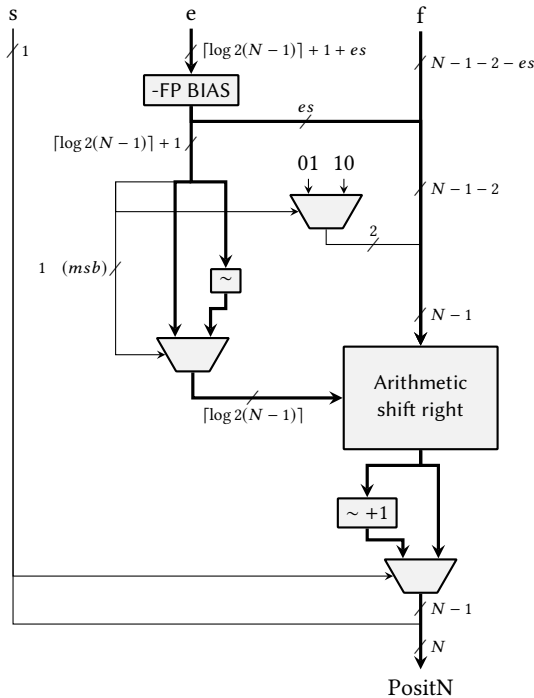 s e f
1
⌈log 2(N−1)⌉+1+es
N−1−2−es
-FP BIAS
es
⌈log 2(N−1)⌉+1
01 10
N−1−2
2
1 (msb)
~
N−1
Arithmetic
shift right
⌈log 2(N−1)⌉
~ +1
N−1
N
PositN